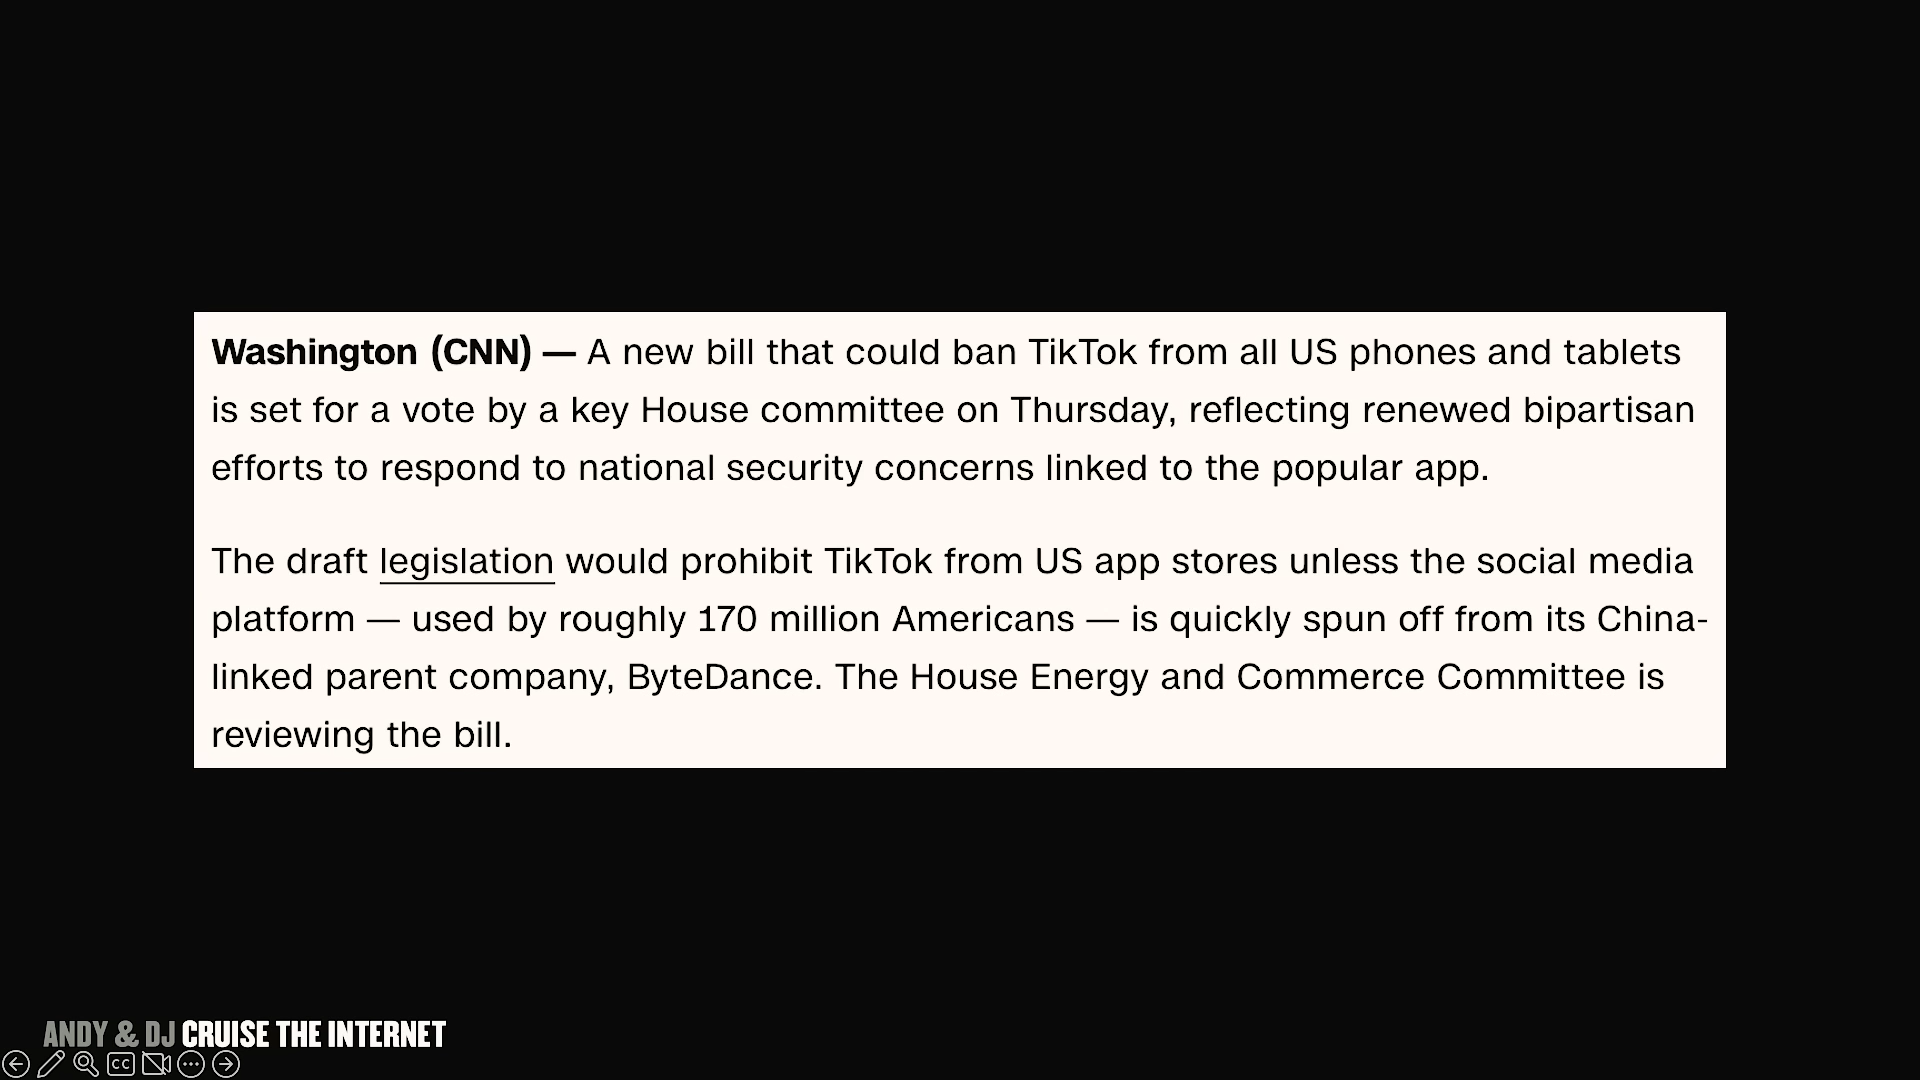 Washington (CNN) — A new bill that could ban TikTok from all US phones and tablets
is set for a vote by a key House committee on Thursday, reflecting renewed bipartisan
efforts to respond to national security concerns linked to the popular app.
The draft legislation would prohibit TikTok from US app stores unless the social media
platform — used by roughly 170 million Americans — is quickly spun off from its China-
linked parent company, ByteDance. The House Energy and Commerce Committee is
reviewing the bill.
ANDY & DJ CRUISE THE INTERNET
CC